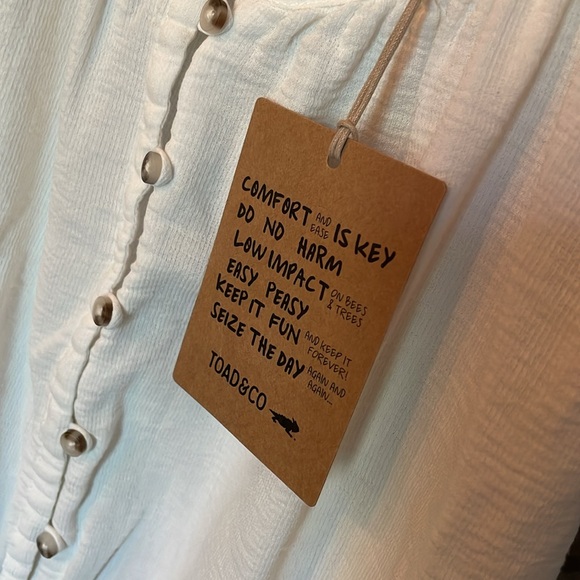 COMFORT AND EASE IS KEY
DO NO HARM
LOW IMPACT ON BEES & TREES
EASY PEASY
KEEP IT FUN AND KEEP IT FOREVER!
SEIZE THE DAY AGAIN AND AGAIN...
TOAD&CO